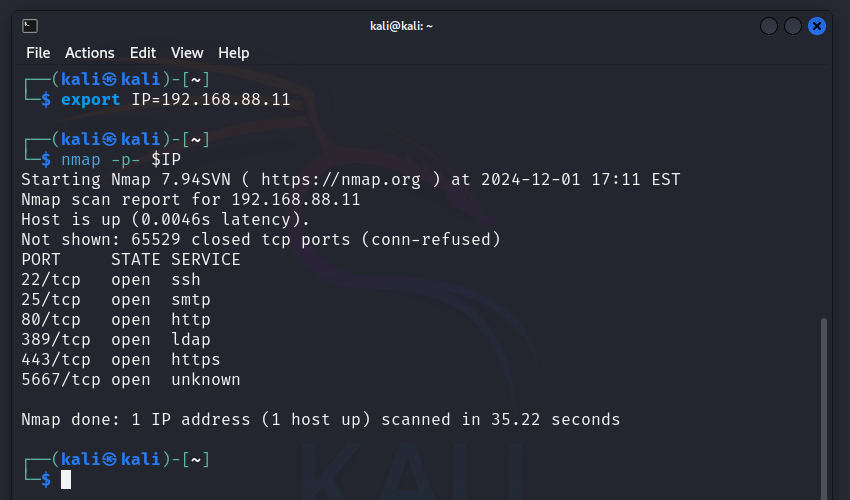 kali@kali: ~
File Actions Edit View Help
┌──(kali㉿kali)-[~]
└─$ export IP=192.168.88.11
┌──(kali㉿kali)-[~]
└─$ nmap -p- $IP
Starting Nmap 7.94SVN ( https://nmap.org ) at 2024-12-01 17:11 EST
Nmap scan report for 192.168.88.11
Host is up (0.0046s latency).
Not shown: 65529 closed tcp ports (conn-refused)
PORT     STATE SERVICE
22/tcp   open  ssh
25/tcp   open  smtp
80/tcp   open  http
389/tcp  open  ldap
443/tcp  open  https
5667/tcp open  unknown
Nmap done: 1 IP address (1 host up) scanned in 35.22 seconds
┌──(kali㉿kali)-[~]
└─$
KALI